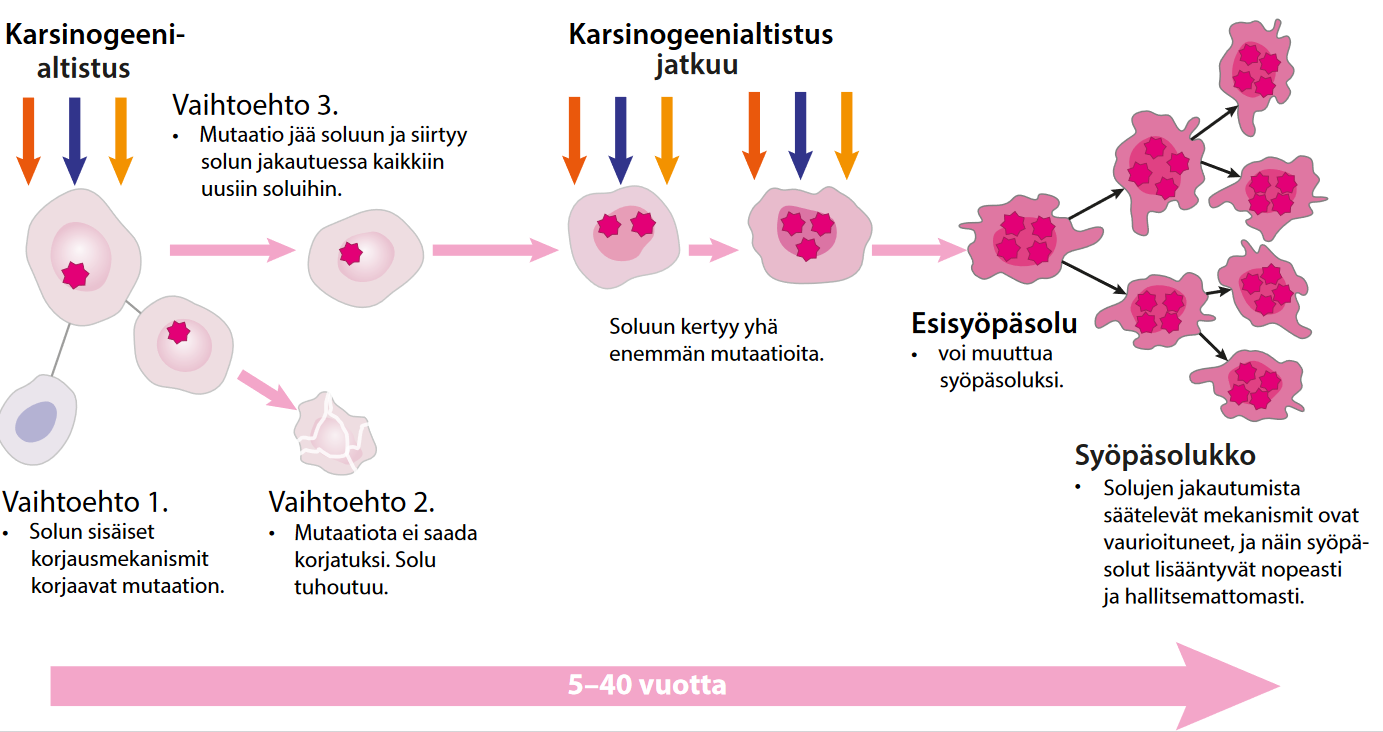 Karsinogeeni-
altistus
Vaihtoehto 3.
• Mutaatio jää soluun ja siirtyy
solun jakautuessa kaikkiin
uusiin soluihin.
Karsinogeenialtistus
jatkuu
Soluun kertyy yhä
enemmän mutaatioita.
Esisyöpäsolu
• voi muuttua
syöpäsoluksi.
Vaihtoehto 1.
• Solun sisäiset
korjausmekanismit
korjaavat mutaation.
Vaihtoehto 2.
• Mutaatiota ei saada
korjatuksi. Solu
tuhoutuu.
Syöpäsolukko
• Solujen jakautumista
säätelevät mekanismit ovat
vaurioituneet, ja näin syöpä-
solut lisääntyvät nopeasti
ja hallitsemattomasti.
5–40 vuotta